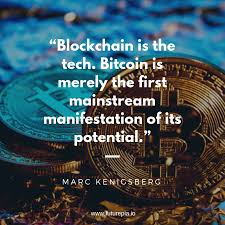 “Blockchain is the
tech. Bitcoin is
merely the first
mainstream
manifestation of its
potential.”
MARC KENIGSBERG
www.futurepia.io